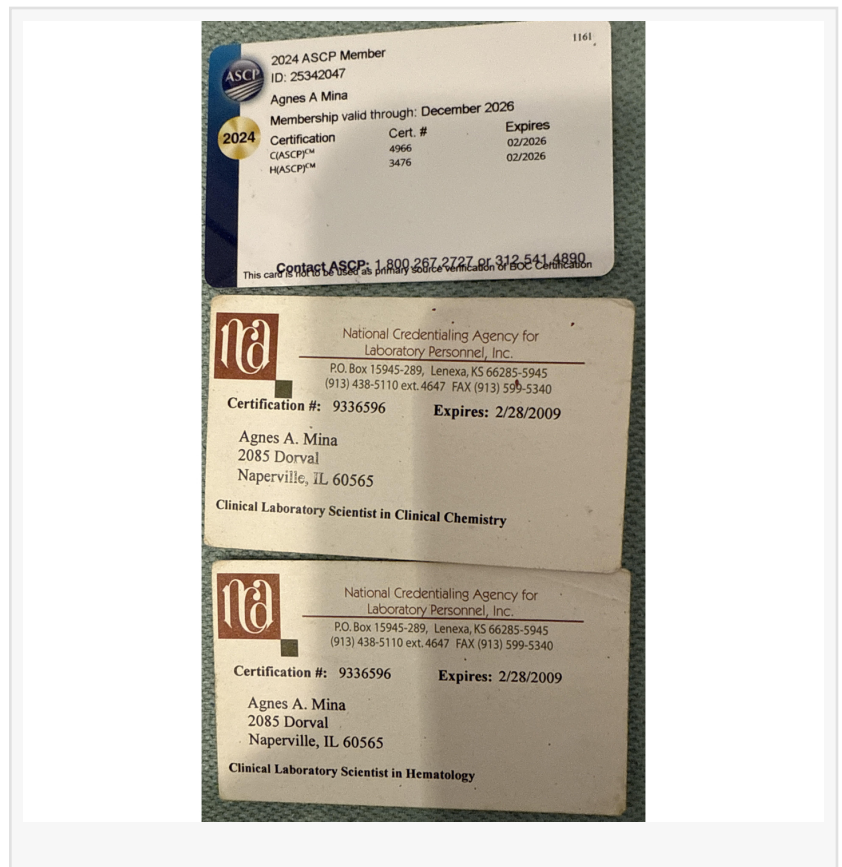 1161
2024 ASCP Member
ASCP
ID: 25342047
Agnes A Mina
Membership valid through: December 2026
2024
Certification Cert. # Expires
C(ASCP)CM 4966 02/2026
H(ASCP)CM 3476 02/2026
Contact ASCP: 1.800.267.2727 or 312.541.4890
This card is not to be used as primary source verification of BOC Certification
nca
National Credentialing Agency for
Laboratory Personnel, Inc.
P.O. Box 15945-289, Lenexa, KS 66285-5945
(913) 438-5110 ext. 4647 FAX (913) 599-5340
Certification #: 9336596 Expires: 2/28/2009
Agnes A. Mina
2085 Dorval
Naperville, IL 60565
Clinical Laboratory Scientist in Clinical Chemistry
nca
National Credentialing Agency for
Laboratory Personnel, Inc.
P.O. Box 15945-289, Lenexa, KS 66285-5945
(913) 438-5110 ext. 4647 FAX (913) 599-5340
Certification #: 9336596 Expires: 2/28/2009
Agnes A. Mina
2085 Dorval
Naperville, IL 60565
Clinical Laboratory Scientist in Hematology